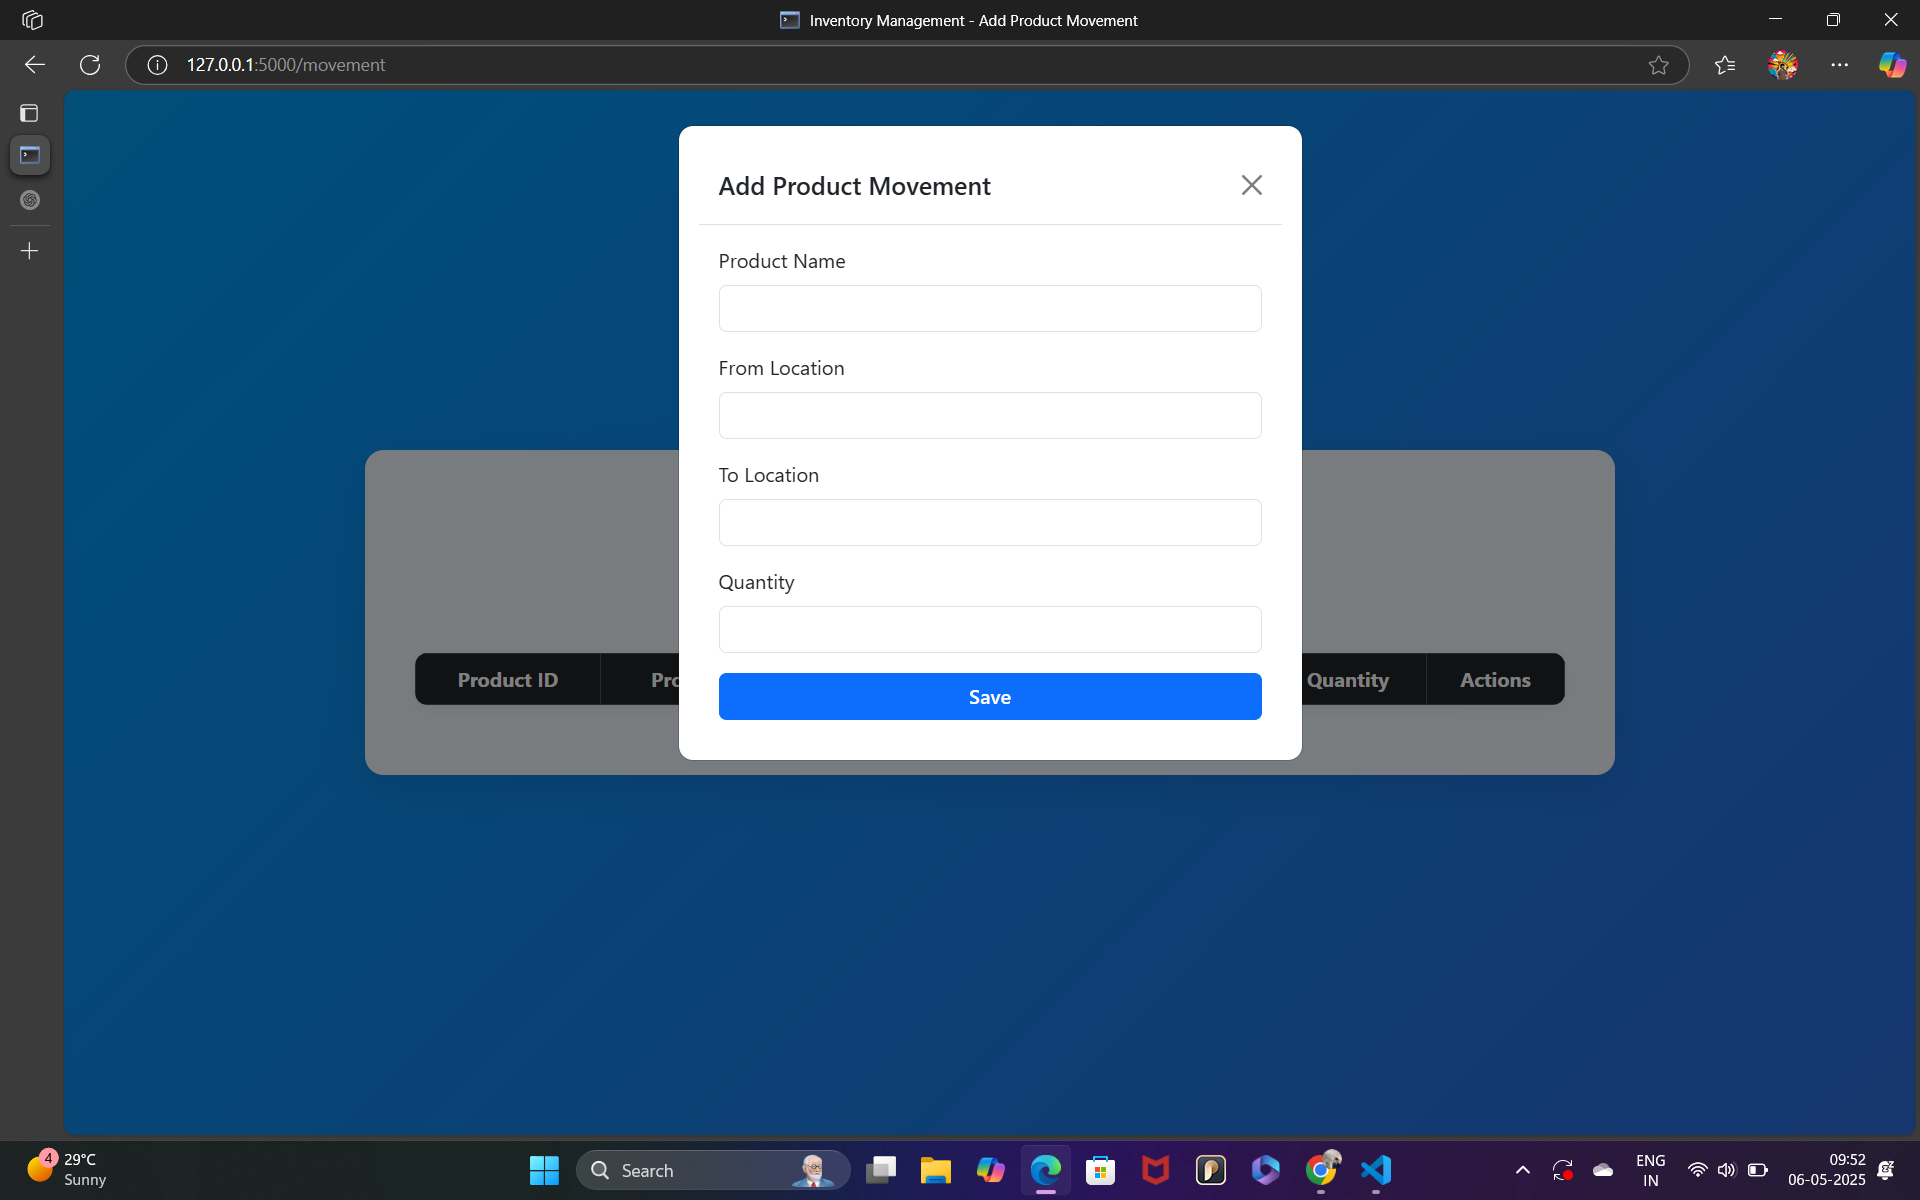 Inventory Management - Add Product Movement
127.0.0.1:5000/movement
Add Product Movement
Product Name
From Location
To Location
Quantity
Product ID
Pro
Quantity
Actions
Save
4
29°C
Sunny
Search
ENG
IN
09:52
06-05-2025